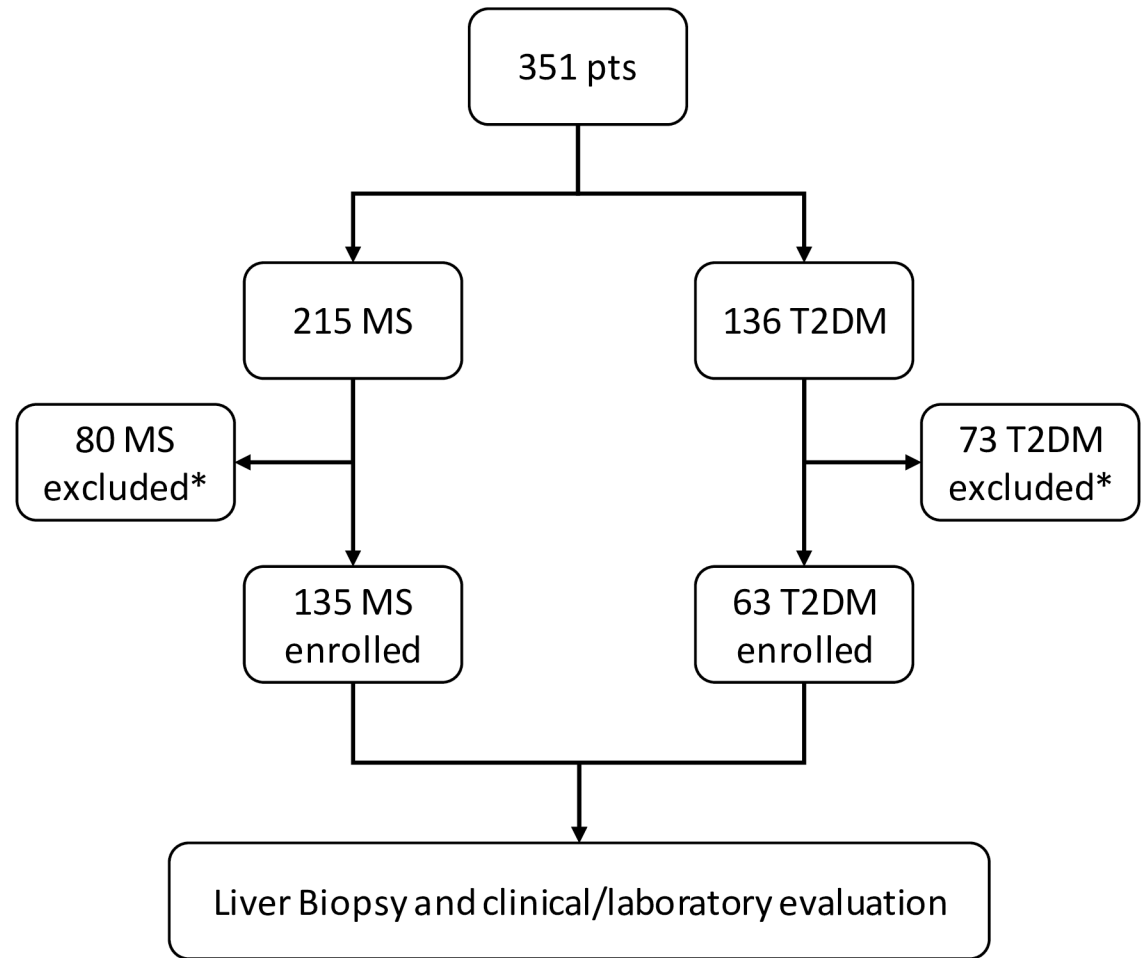 351 pts
215 MS
136 T2DM
80 MS
excluded*
73 T2DM
excluded*
135 MS
enrolled
63 T2DM
enrolled
Liver Biopsy and clinical/laboratory evaluation